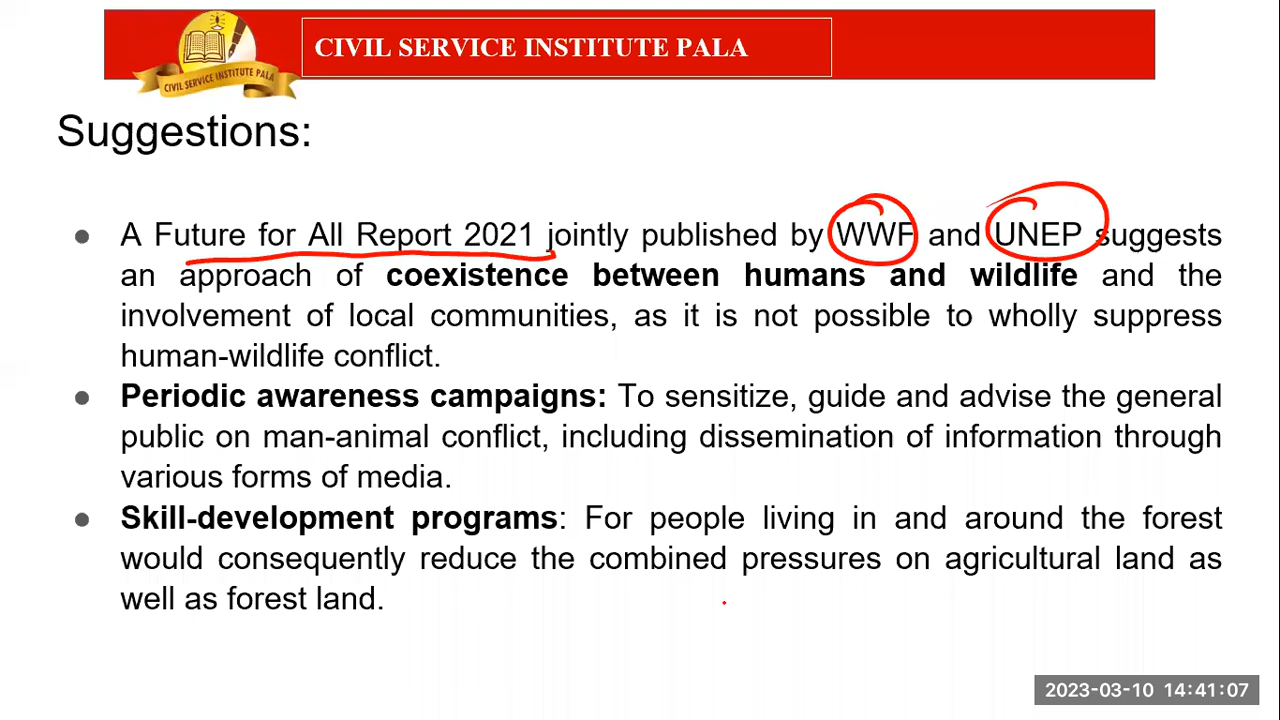 CIVIL SERVICE INSTITUTE PALA
CIVIL SERVICE INSTITUTE PALA
Suggestions:
● A Future for All Report 2021 jointly published by WWF and UNEP suggests
an approach of coexistence between humans and wildlife and the
involvement of local communities, as it is not possible to wholly suppress
human-wildlife conflict.
● Periodic awareness campaigns: To sensitize, guide and advise the general
public on man-animal conflict, including dissemination of information through
various forms of media.
● Skill-development programs: For people living in and around the forest
would consequently reduce the combined pressures on agricultural land as
well as forest land.
2023-03-10 14:41:07